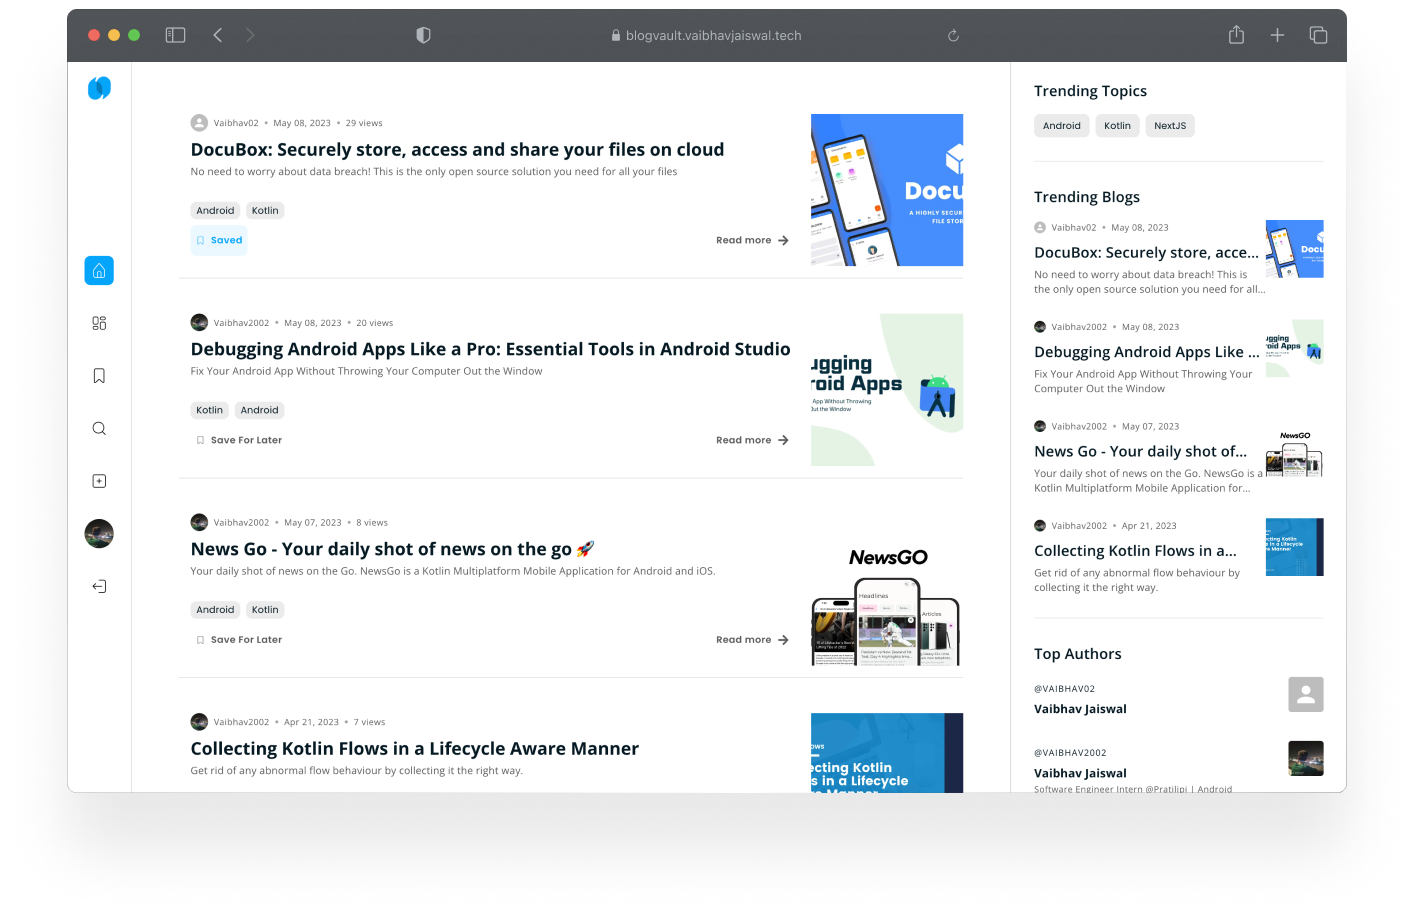 blogvault.vaibhavjaiswal.tech
Vaibhav02 • May 08, 2023 • 29 views
DocuBox: Securely store, access and share your files on cloud
No need to worry about data breach! This is the only open source solution you need for all your files
Android Kotlin
Saved
Read more →
Docu
A HIGHLY SECUR
FILE STOR
Vaibhav2002 • May 08, 2023 • 20 views
Debugging Android Apps Like a Pro: Essential Tools in Android Studio
Fix Your Android App Without Throwing Your Computer Out the Window
Kotlin Android
Save For Later
Read more →
ugging
roid Apps
App Without Throwing
Out the Window
Vaibhav2002 • May 07, 2023 • 8 views
News Go - Your daily shot of news on the go 🚀
Your daily shot of news on the Go. NewsGo is a Kotlin Multiplatform Mobile Application for Android and iOS.
Android Kotlin
Save For Later
Read more →
NewsGO
Headlines
Articles
Vaibhav2002 • Apr 21, 2023 • 7 views
Collecting Kotlin Flows in a Lifecycle Aware Manner
Get rid of any abnormal flow behaviour by collecting it the right way.
ows
ecting Kotlin
s in a Lifecycle
re Manner
Trending Topics
Android Kotlin NextJS
Trending Blogs
Vaibhav02 • May 08, 2023
DocuBox: Securely store, acce...
No need to worry about data breach! This is
the only open source solution you need for all...
Docu
Vaibhav2002 • May 08, 2023
Debugging Android Apps Like ...
Fix Your Android App Without Throwing Your
Computer Out the Window
ugging
roid Apps
Vaibhav2002 • May 07, 2023
News Go - Your daily shot of...
Your daily shot of news on the Go. NewsGo is a
Kotlin Multiplatform Mobile Application for...
NewsGO
Vaibhav2002 • Apr 21, 2023
Collecting Kotlin Flows in a...
Get rid of any abnormal flow behaviour by
collecting it the right way.
ecting Kotlin
s in a Lifecycle
re Manner
Top Authors
@VAIBHAV02
Vaibhav Jaiswal
@VAIBHAV2002
Vaibhav Jaiswal
Software Engineer Intern @Pratilipi | Android